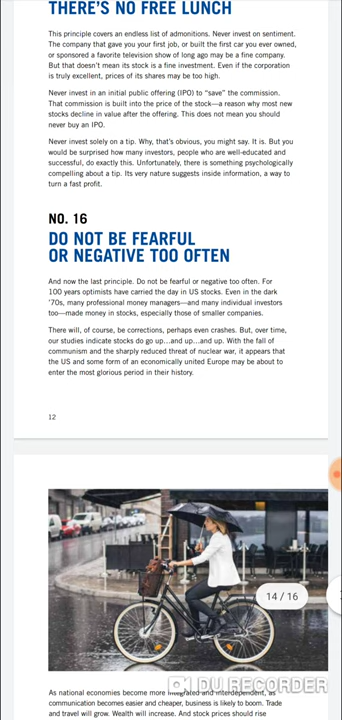 THERE'S NO FREE LUNCH
This principle covers an endless list of admonitions. Never invest on sentiment.
The company that gave you your first job, or built the first car you ever owned,
or sponsored a favorite television show of long ago may be a fine company.
But that doesn't mean its stock is a fine investment. Even if the corporation
is truly excellent, prices of its shares may be too high.
Never invest in an initial public offering (IPO) to "save" the commission.
That commission is built into the price of the stock—a reason why most new
stocks decline in value after the offering. This does not mean you should
never buy an IPO.
Never invest solely on a tip. Why, that's obvious, you might say. It is. But you
would be surprised how many investors, people who are well-educated and
successful, do exactly this. Unfortunately, there is something psychologically
compelling about a tip. Its very nature suggests inside information, a way to
turn a fast profit.
NO. 16
DO NOT BE FEARFUL
OR NEGATIVE TOO OFTEN
And now the last principle. Do not be fearful or negative too often. For
100 years optimists have carried the day in US stocks. Even in the dark
'70s, many professional money managers—and many individual investors
too—made money in stocks, especially those of smaller companies.
There will, of course, be corrections, perhaps even crashes. But, over time,
our studies indicate stocks do go up...and up...and up. With the fall of
communism and the sharply reduced threat of nuclear war, it appears that
the US and some form of an economically united Europe may be about to
enter the most glorious period in their history.
12
14 / 16
DU RECORDER
As national economies become more integrated and interdependent, as
communication becomes easier and cheaper, business is likely to boom. Trade
and travel will grow. Wealth will increase. And stock prices should rise